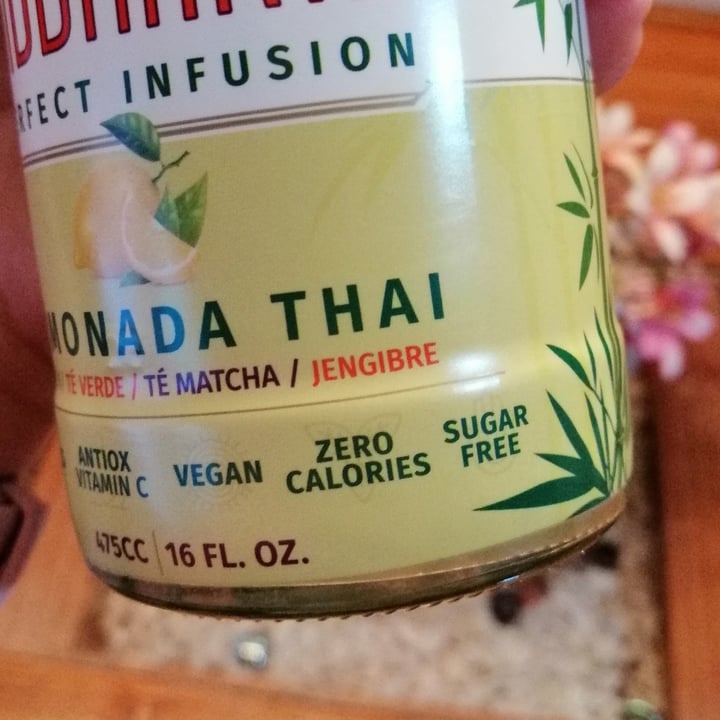 PERFECT INFUSION
LIMONADA THAI
TÉ VERDE / TÉ MATCHA / JENGIBRE
ANTIOX VITAMIN C
VEGAN
ZERO CALORIES
SUGAR FREE
475CC | 16 FL. OZ.